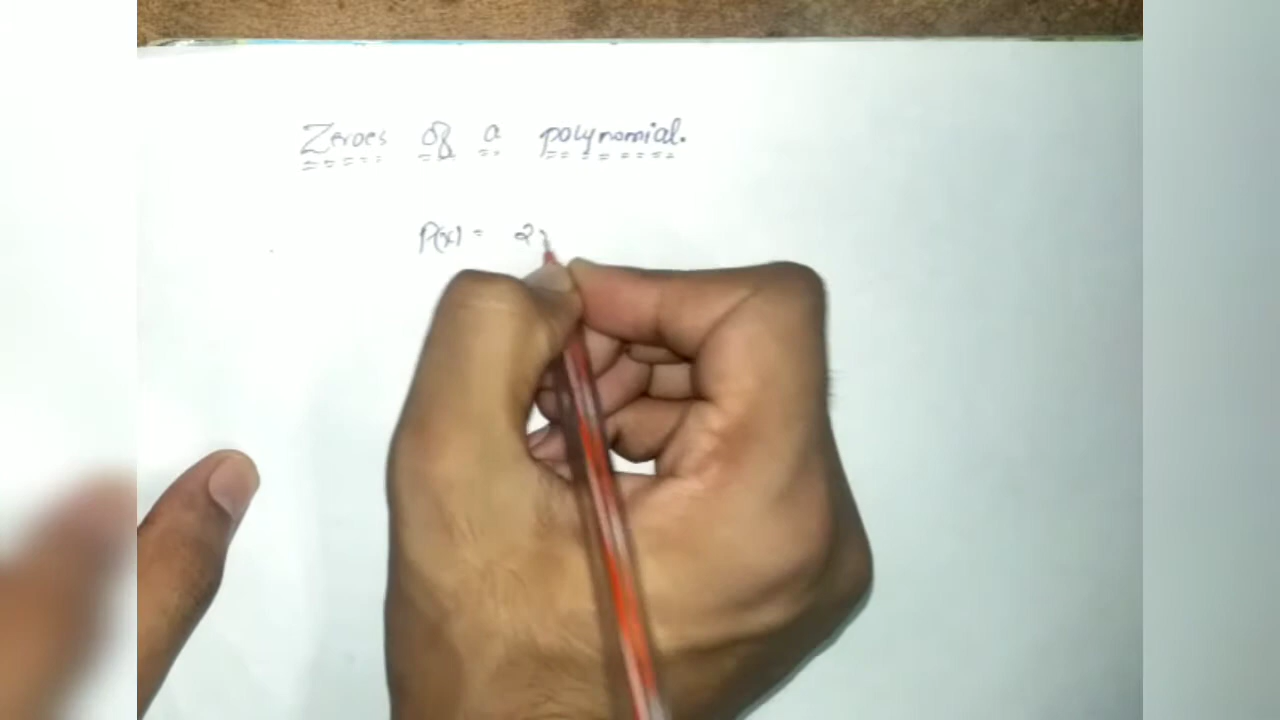 Zeroes of a polynomial.
P(x) = 2